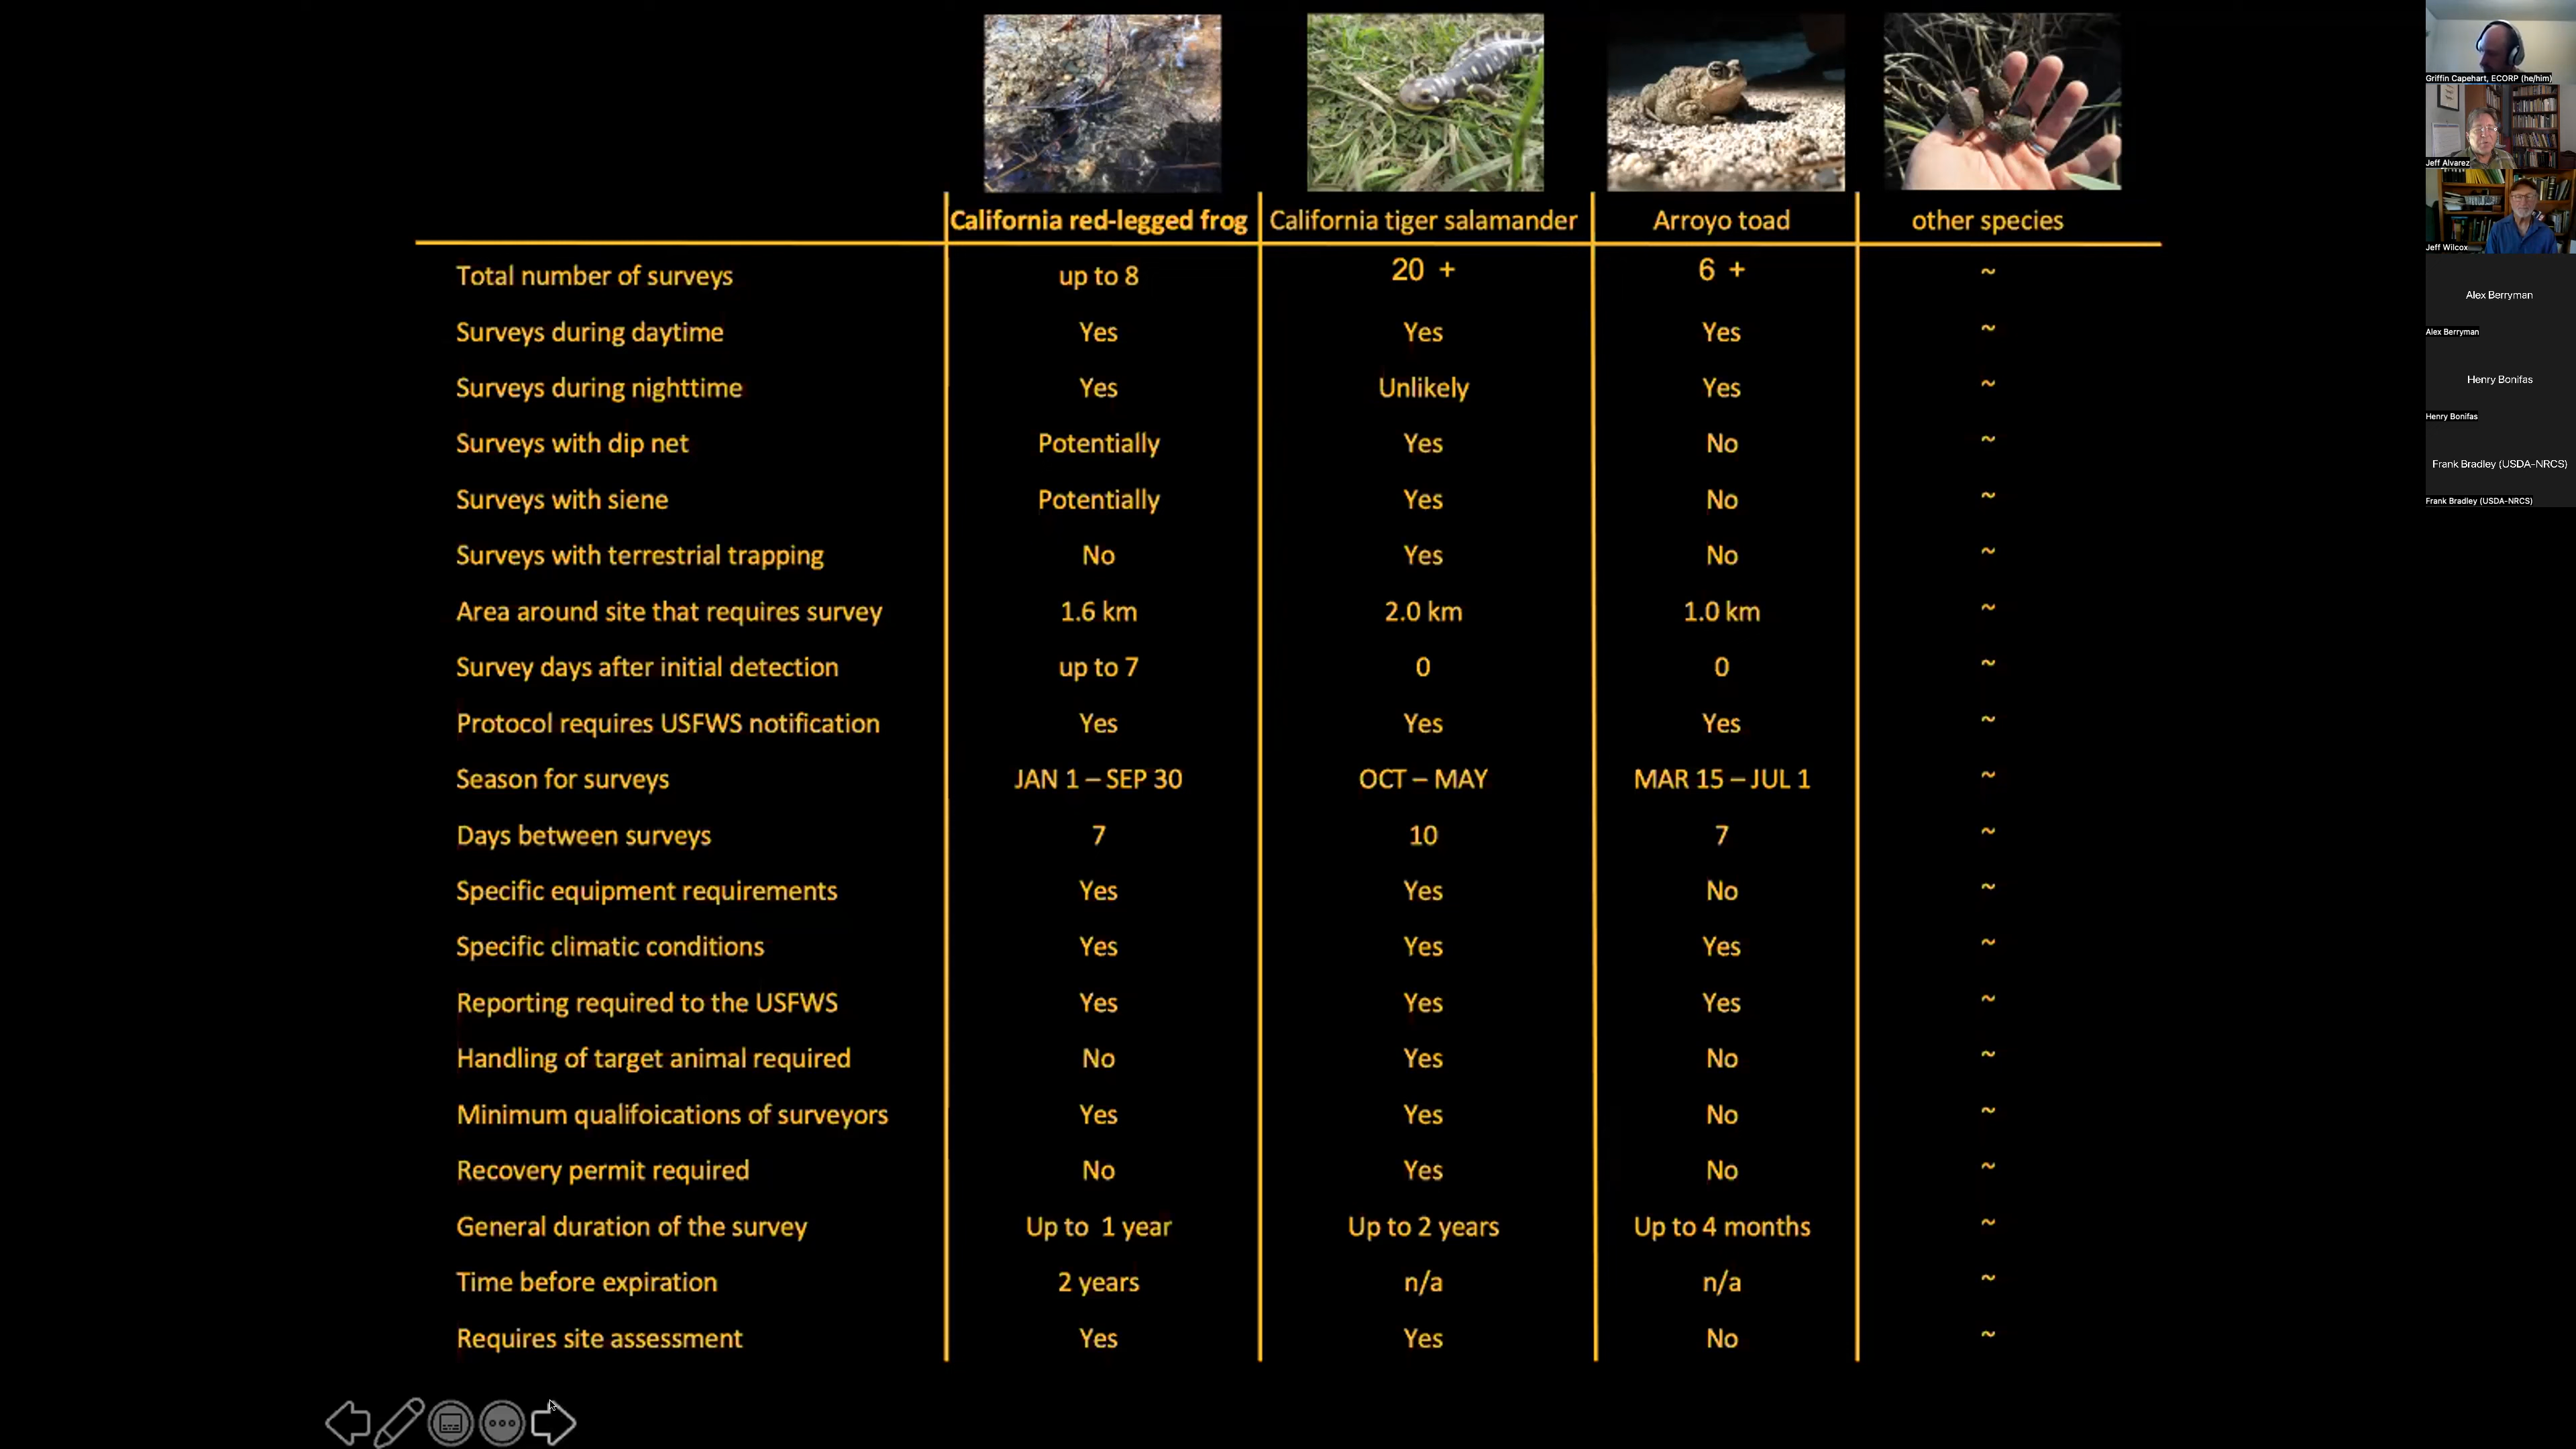 California red-legged frog California tiger salamander Arroyo toad other species
Total number of surveys up to 8 20 + 6 + ~
Surveys during daytime Yes Yes Yes ~
Surveys during nighttime Yes Unlikely Yes ~
Surveys with dip net Potentially Yes No ~
Surveys with siene Potentially Yes No ~
Surveys with terrestrial trapping No Yes No ~
Area around site that requires survey 1.6 km 2.0 km 1.0 km ~
Survey days after initial detection up to 7 0 0 ~
Protocol requires USFWS notification Yes Yes Yes ~
Season for surveys JAN 1 – SEP 30 OCT – MAY MAR 15 – JUL 1 ~
Days between surveys 7 10 7 ~
Specific equipment requirements Yes Yes No ~
Specific climatic conditions Yes Yes Yes ~
Reporting required to the USFWS Yes Yes Yes ~
Handling of target animal required No Yes No ~
Minimum qualifoications of surveyors Yes Yes No ~
Recovery permit required No Yes No ~
General duration of the survey Up to 1 year Up to 2 years Up to 4 months ~
Time before expiration 2 years n/a n/a ~
Requires site assessment Yes Yes No ~
Griffin Capehart, ECORP (he/him)
Jeff Alvarez
Jeff Wilcox
Alex Berryman
Alex Berryman
Henry Bonifas
Henry Bonifas
Frank Bradley (USDA-NRCS)
Frank Bradley (USDA-NRCS)